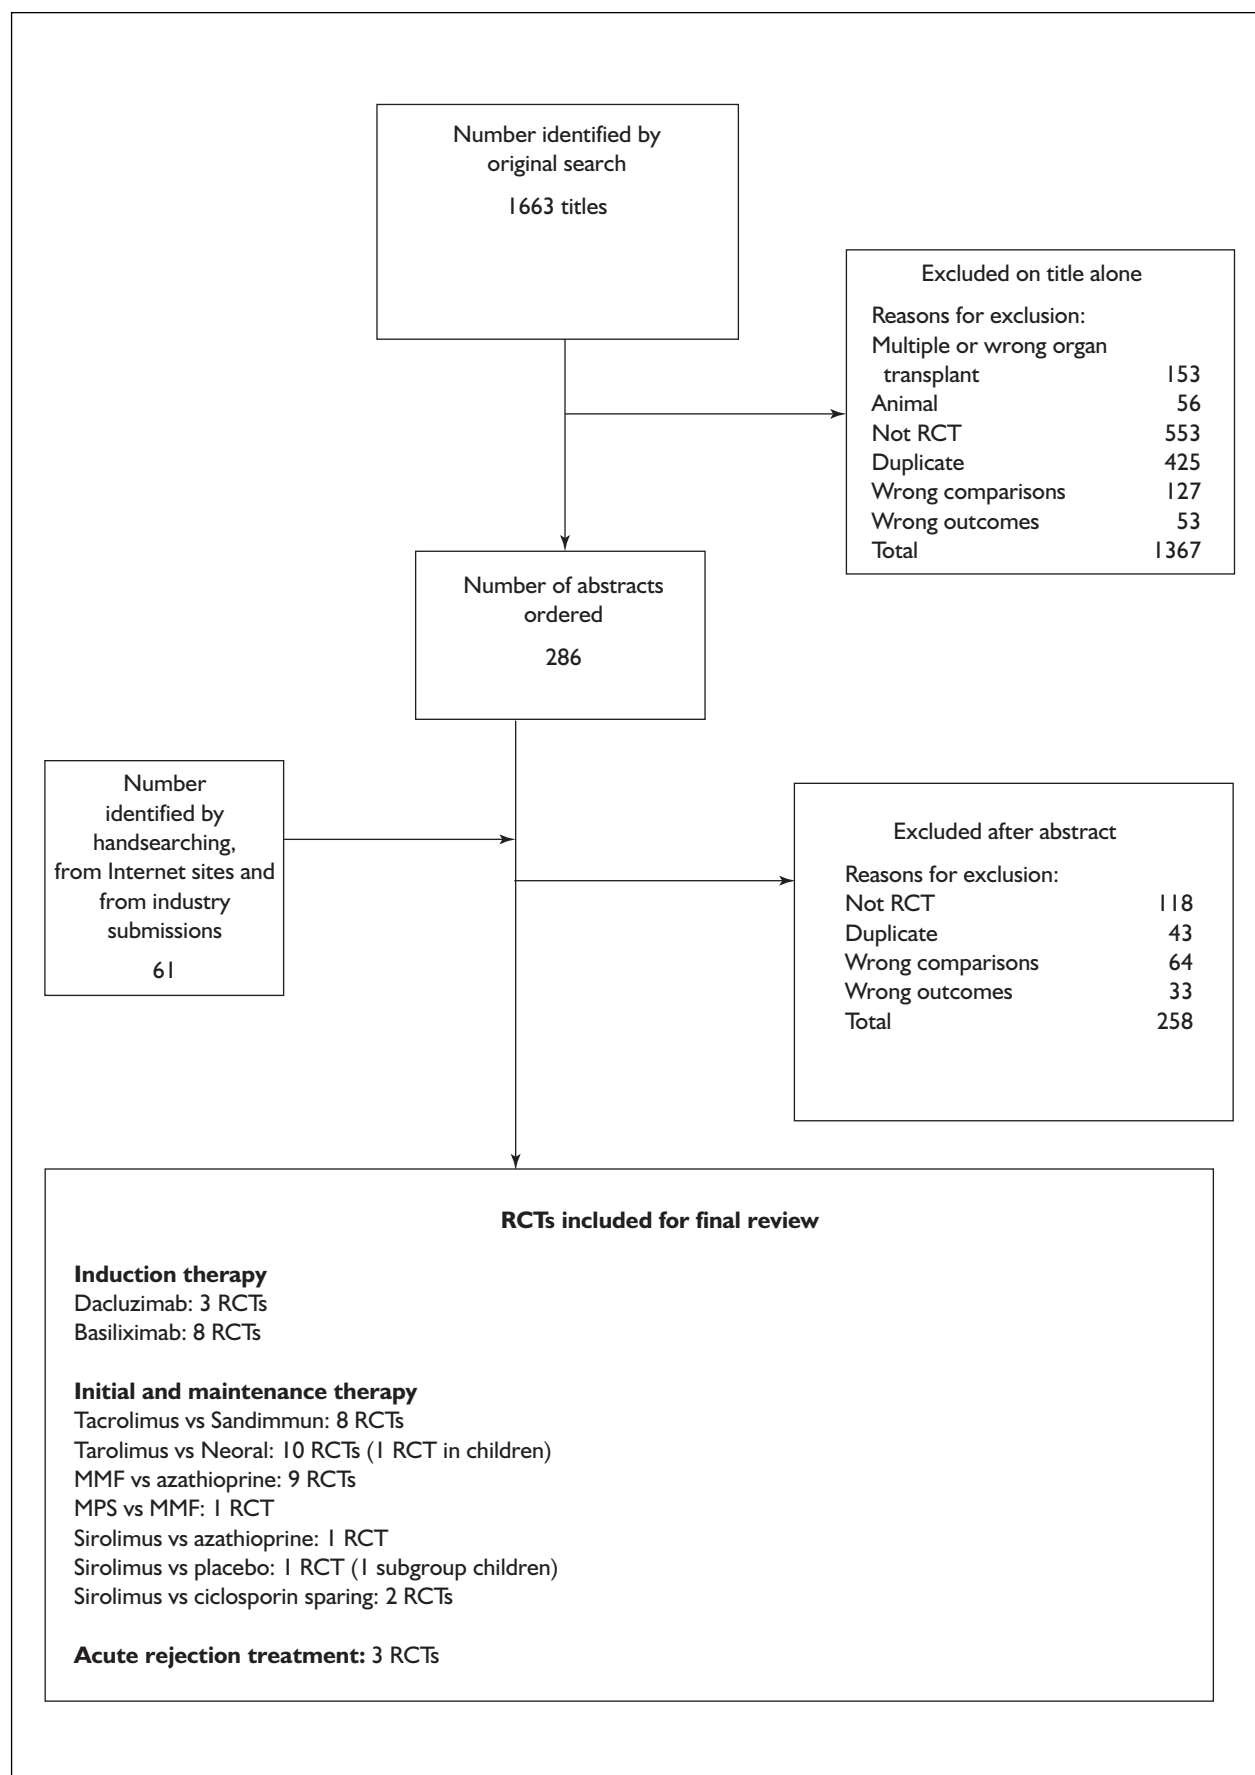 Number identified by
original search
1663 titles
Excluded on title alone
Reasons for exclusion:
Multiple or wrong organ
transplant 153
Animal 56
Not RCT 553
Duplicate 425
Wrong comparisons 127
Wrong outcomes 53
Total 1367
Number of abstracts
ordered
286
Number
identified by
handsearching,
from Internet sites and
from industry
submissions
61
Excluded after abstract
Reasons for exclusion:
Not RCT 118
Duplicate 43
Wrong comparisons 64
Wrong outcomes 33
Total 258
RCTs included for final review
Induction therapy
Dacluzimab: 3 RCTs
Basiliximab: 8 RCTs
Initial and maintenance therapy
Tacrolimus vs Sandimmun: 8 RCTs
Tarolimus vs Neoral: 10 RCTs (1 RCT in children)
MMF vs azathioprine: 9 RCTs
MPS vs MMF: 1 RCT
Sirolimus vs azathioprine: 1 RCT
Sirolimus vs placebo: 1 RCT (1 subgroup children)
Sirolimus vs ciclosporin sparing: 2 RCTs
Acute rejection treatment: 3 RCTs